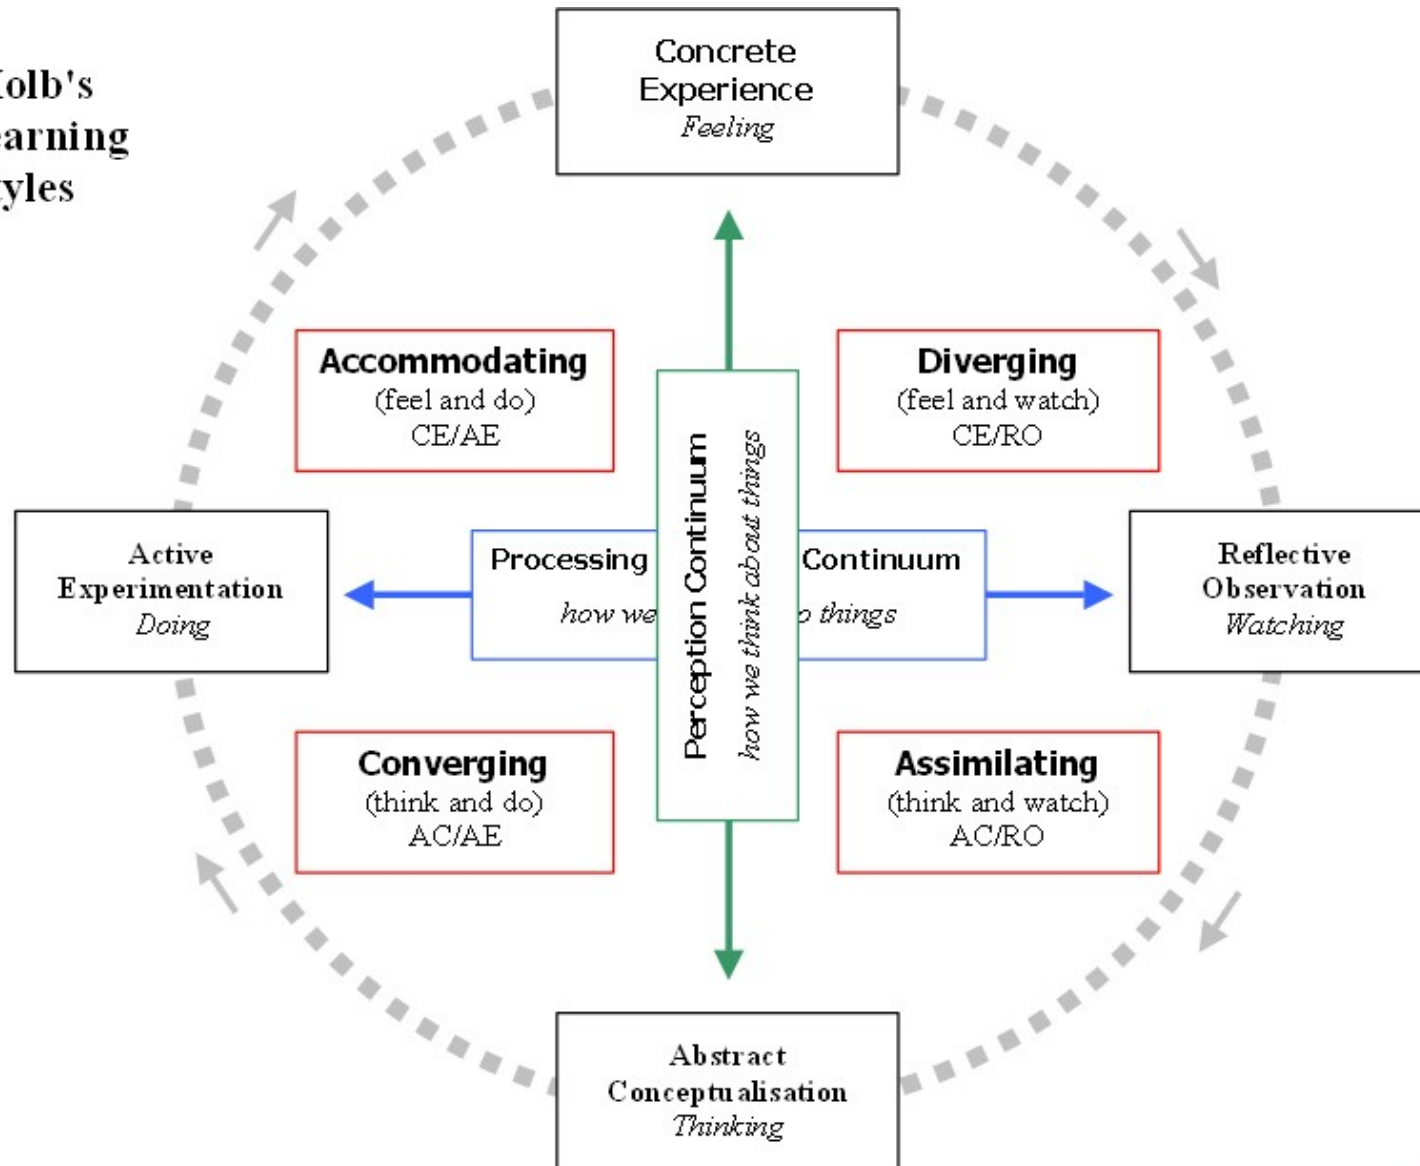 Kolb's
earning
tyles
Concrete
Experience
Feeling
Accommodating
(feel and do)
CE/AE
Diverging
(feel and watch)
CE/RO
Active
Experimentation
Doing
Processing Continuum
how we o things
Perception Continuum
how we think about things
Reflective
Observation
Watching
Converging
(think and do)
AC/AE
Assimilating
(think and watch)
AC/RO
Abstract
Conceptualisation
Thinking